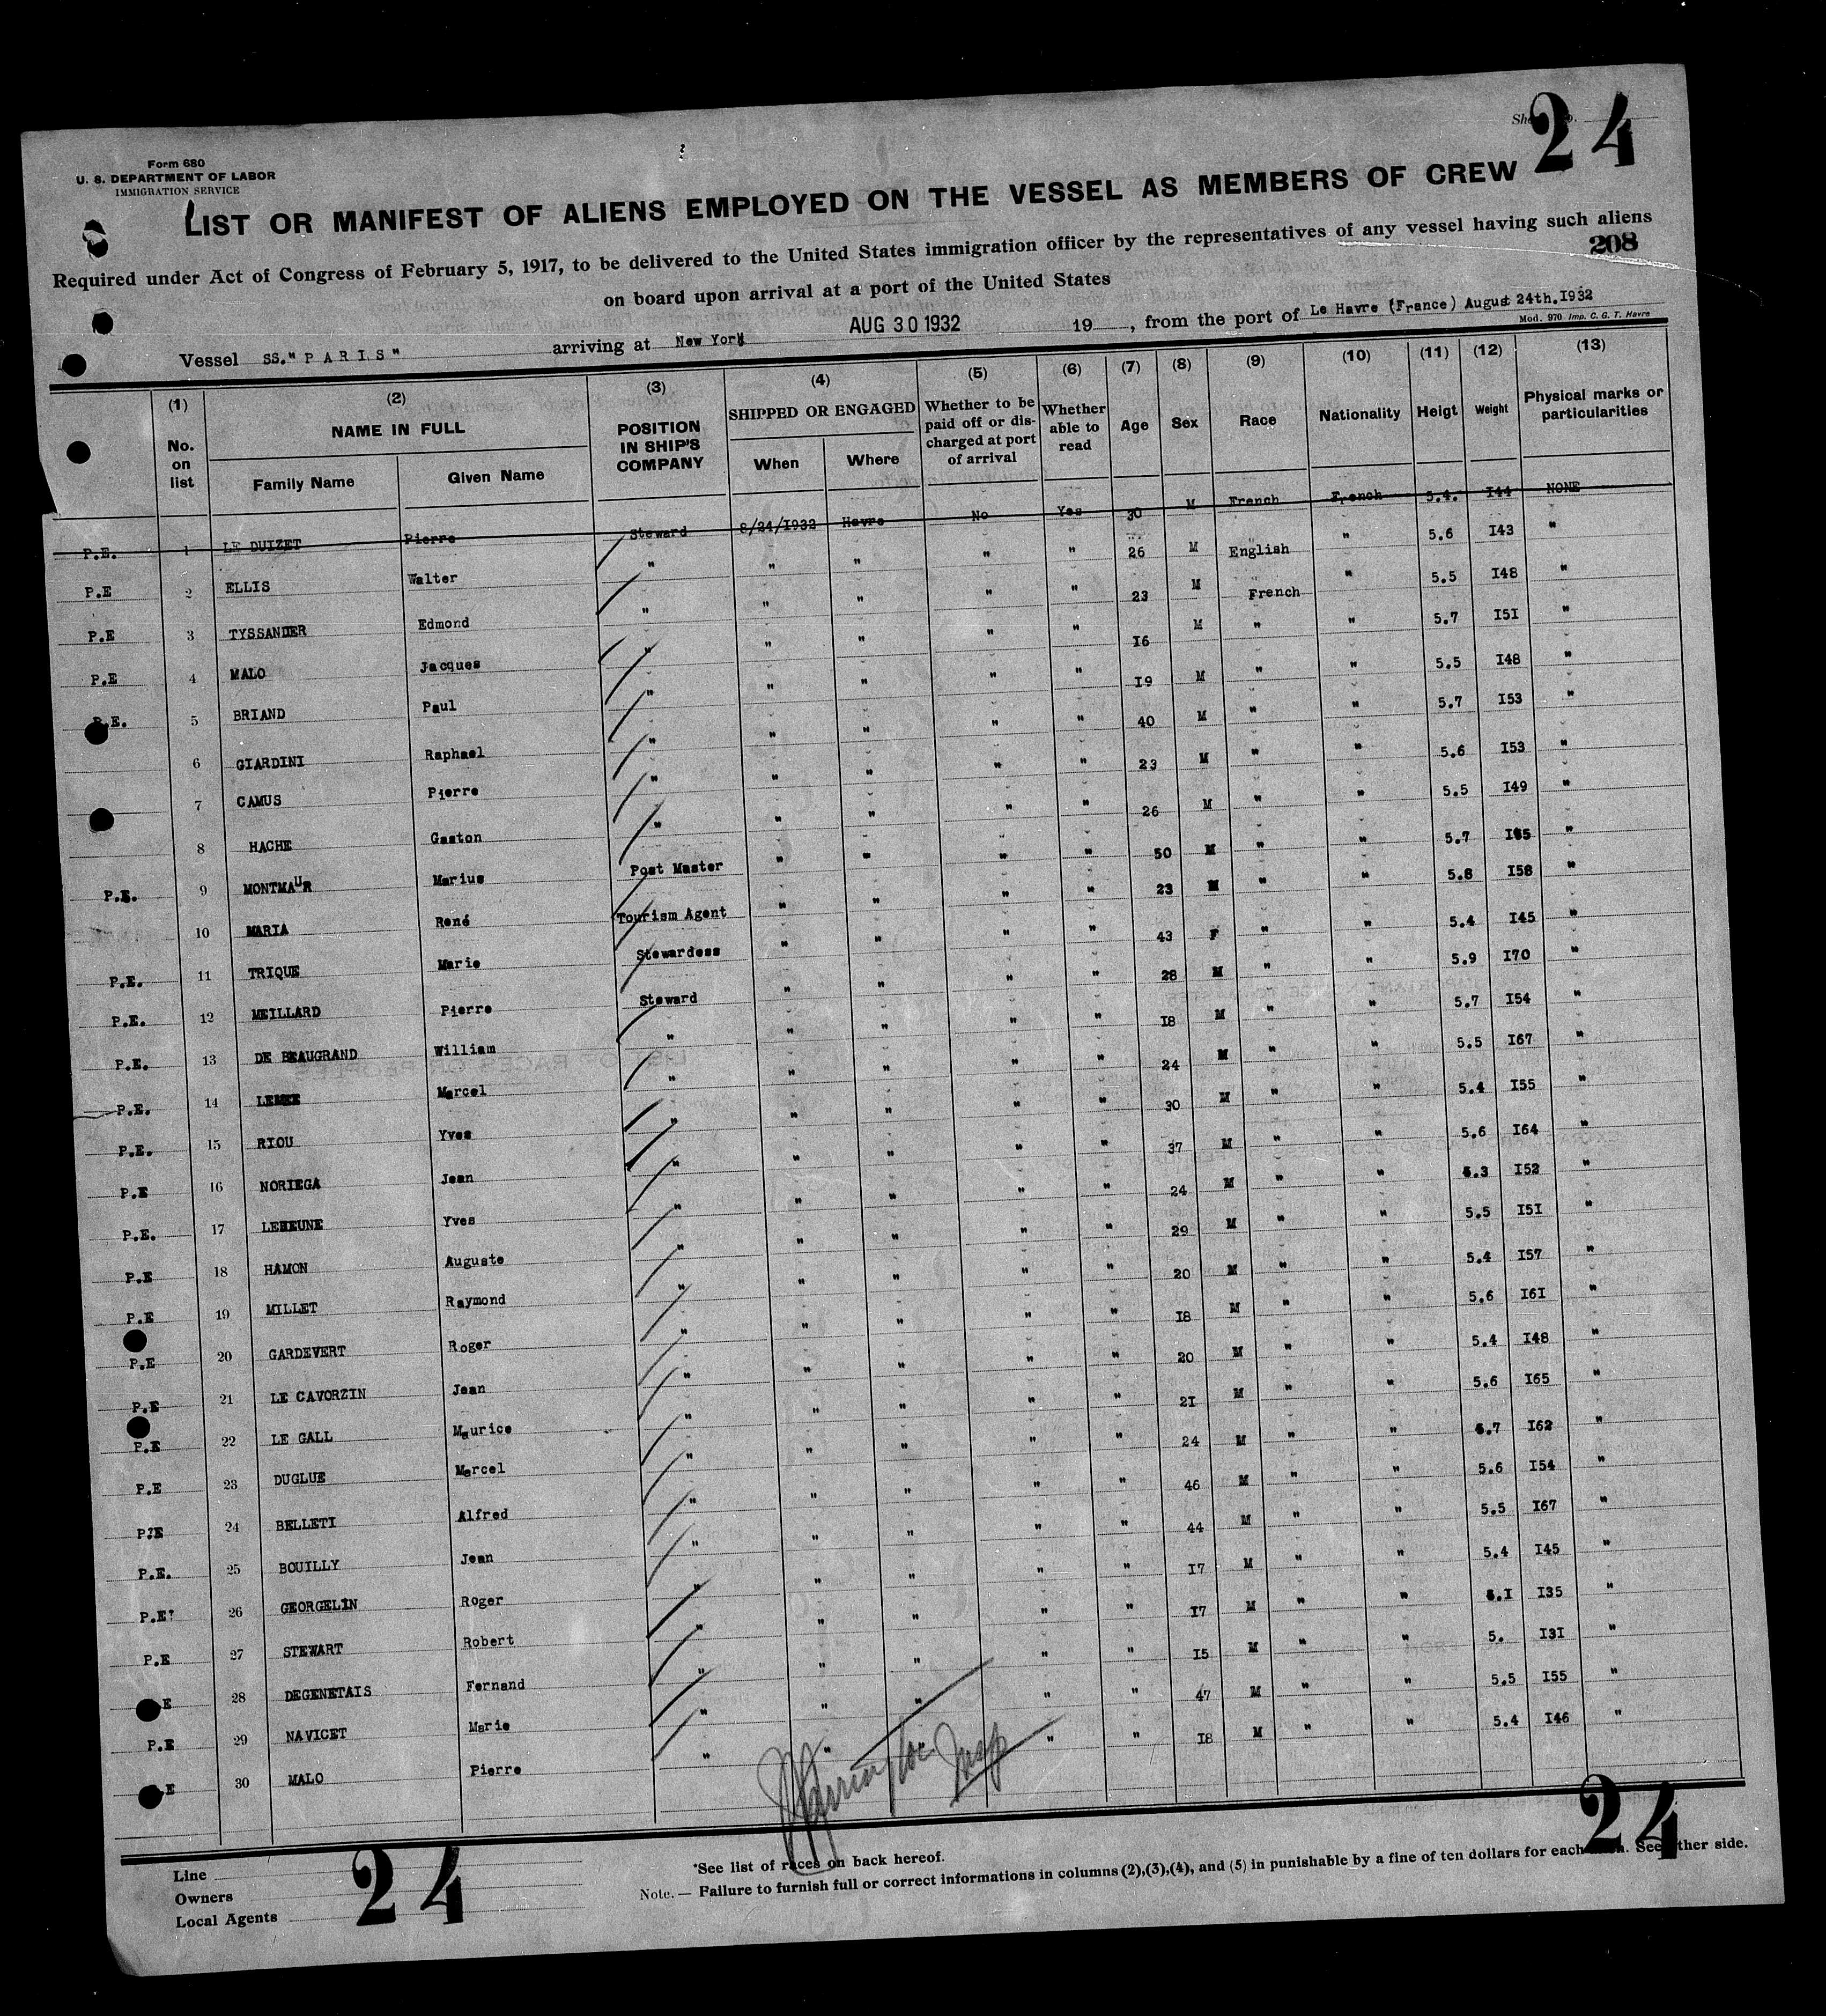 Form 680
U. S. DEPARTMENT OF LABOR
IMMIGRATION SERVICE
24
LIST OR MANIFEST OF ALIENS EMPLOYED ON THE VESSEL AS MEMBERS OF CREW
Required under Act of Congress of February 5, 1917, to be delivered to the United States immigration officer by the representatives of any vessel having such aliens
208
on board upon arrival at a port of the United States
Vessel SS." P A R I S " arriving at New York AUG 30 1932 19 , from the port of Le Havre (France) August 24th.I932
Mod. 970 Imp. C. G. T. Havre
(1) (2) (3) (4) (5) (6) (7) (8) (9) (10) (11) (12) (13)
No. on list NAME IN FULL Family Name Given Name POSITION IN SHIP'S COMPANY SHIPPED OR ENGAGED When Where Whether to be paid off or discharged at port of arrival Whether able to read Age Sex Race Nationality Heigt Weight Physical marks or particularities
P.E. 1 LE DUIZET Pierre Steward 8/24/I932 Havre No Yes 30 M French French 5.4. I44 NONE
P.E 2 ELLIS Walter " " " " " 26 M English " 5.6 I43 "
P.E 3 TYSSANDER Edmond " " " " " 23 M French " 5.5 I48 "
P.E 4 MALO Jacques " " " " " I6 M " " 5.7 I5I "
P.E. 5 BRIAND Paul " " " " " I9 M " " 5.5 I48 "
6 GIARDINI Raphael " " " " " 40 M " " 5.7 I53 "
7 CAMUS Pierre " " " " " 23 M " " 5.6 I53 "
8 HACHE Gaston " " " " " 26 M " " 5.5 I49 "
P.E. 9 MONTMAUR Marius Post Master " " " " 50 M " " 5.7 I65 "
10 MARIA René Tourism Agent " " " " 23 M " " 5.8 I58 "
P.E. 11 TRIQUE Marie Stewardess " " " " 43 F " " 5.4 I45 "
P.E. 12 MEILLARD Pierre Steward " " " " 28 M " " 5.9 I70 "
P.E. 13 DE BEAUGRAND William " " " " " I8 M " " 5.7 I54 "
P.E. 14 Marcel " " " " " 24 M " " 5.5 I67 "
P.E. 15 RIOU Yves " " " " " 30 M " " 5.4 I55 "
P.E 16 NORIEGA Jean " " " " " 37 M " " 5.6 I64 "
P.E. 17 Yves " " " " " 24 M " " 5.3 I52 "
P.E 18 HAMON Auguste " " " " " 29 M " " 5.5 I5I "
P.E 19 MILLET Raymond " " " " " 20 M " " 5.4 I57 "
P.E 20 GARDEVERT Roger " " " " " I8 M " " 5.6 I6I "
P.E 21 LE CAVORZIN Jean " " " " " 20 M " " 5.4 I48 "
P.E 22 LE GALL Maurice " " " " " 2I M " " 5.6 I65 "
P.E 23 DUGLUE Marcel " " " " " 24 M " " 5.7 I62 "
P?E 24 BELLETI Alfred " " " " " 46 M " " 5.6 I54 "
P.E. 25 BOUILLY Jean " " " " " 44 M " " 5.5 I67 "
P.E? 26 GEORGELIN Roger " " " " " I7 M " " 5.4 I45 "
P.E 27 STEWART Robert " " " " " I7 M " " 5.I I35 "
E 28 DEGENETAIS Fernand " " " " " I5 M " " 5. I3I "
P.E 29 NAVICET Marie " " " " " 47 M " " 5.5 I55 "
E 30 MALO Pierre " " " " " I8 M " " 5.4 I46 "
Insp
Line
Owners
Local Agents
24
*See list of races on back hereof.
Note. — Failure to furnish full or correct informations in columns (2),(3),(4), and (5) in punishable by a fine of ten dollars for each See other side.
24